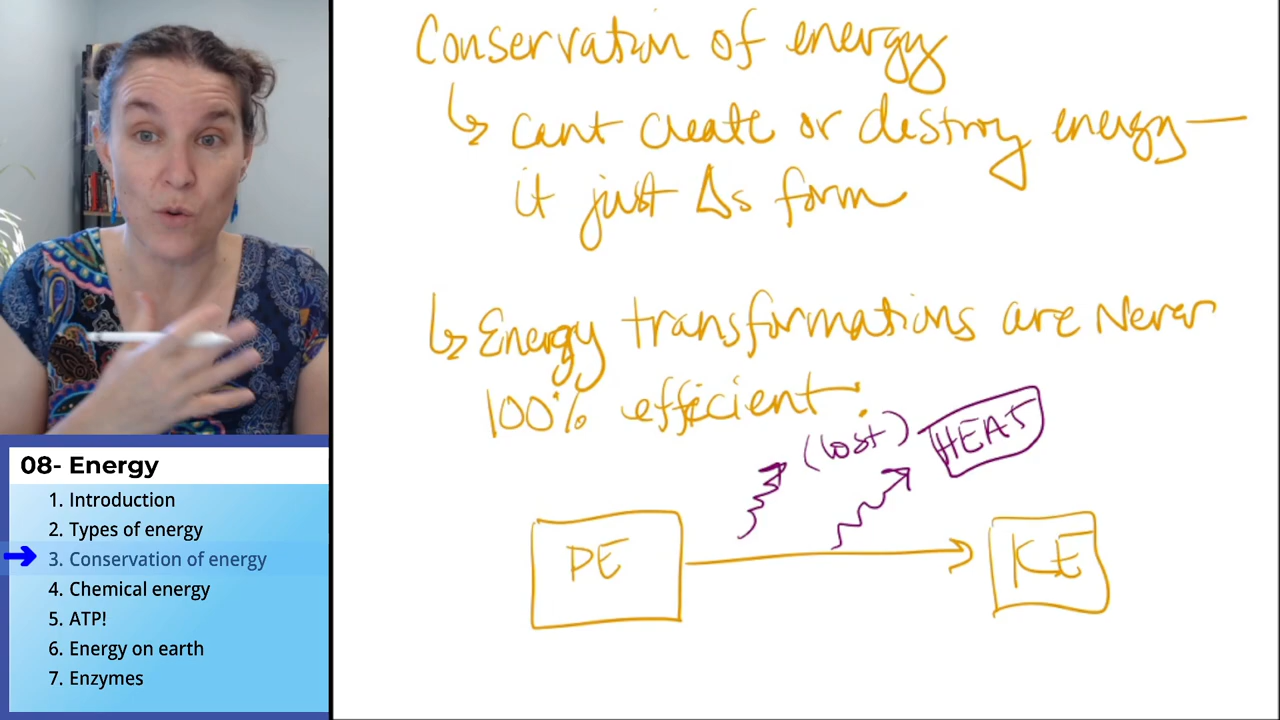 Conservation of energy
↳ cant create or destroy energy—
it just Δs form
↳ Energy transformations are Never
100% efficient.
(lost) HEAT
PE
KE
08- Energy
1. Introduction
2. Types of energy
3. Conservation of energy
4. Chemical energy
5. ATP!
6. Energy on earth
7. Enzymes